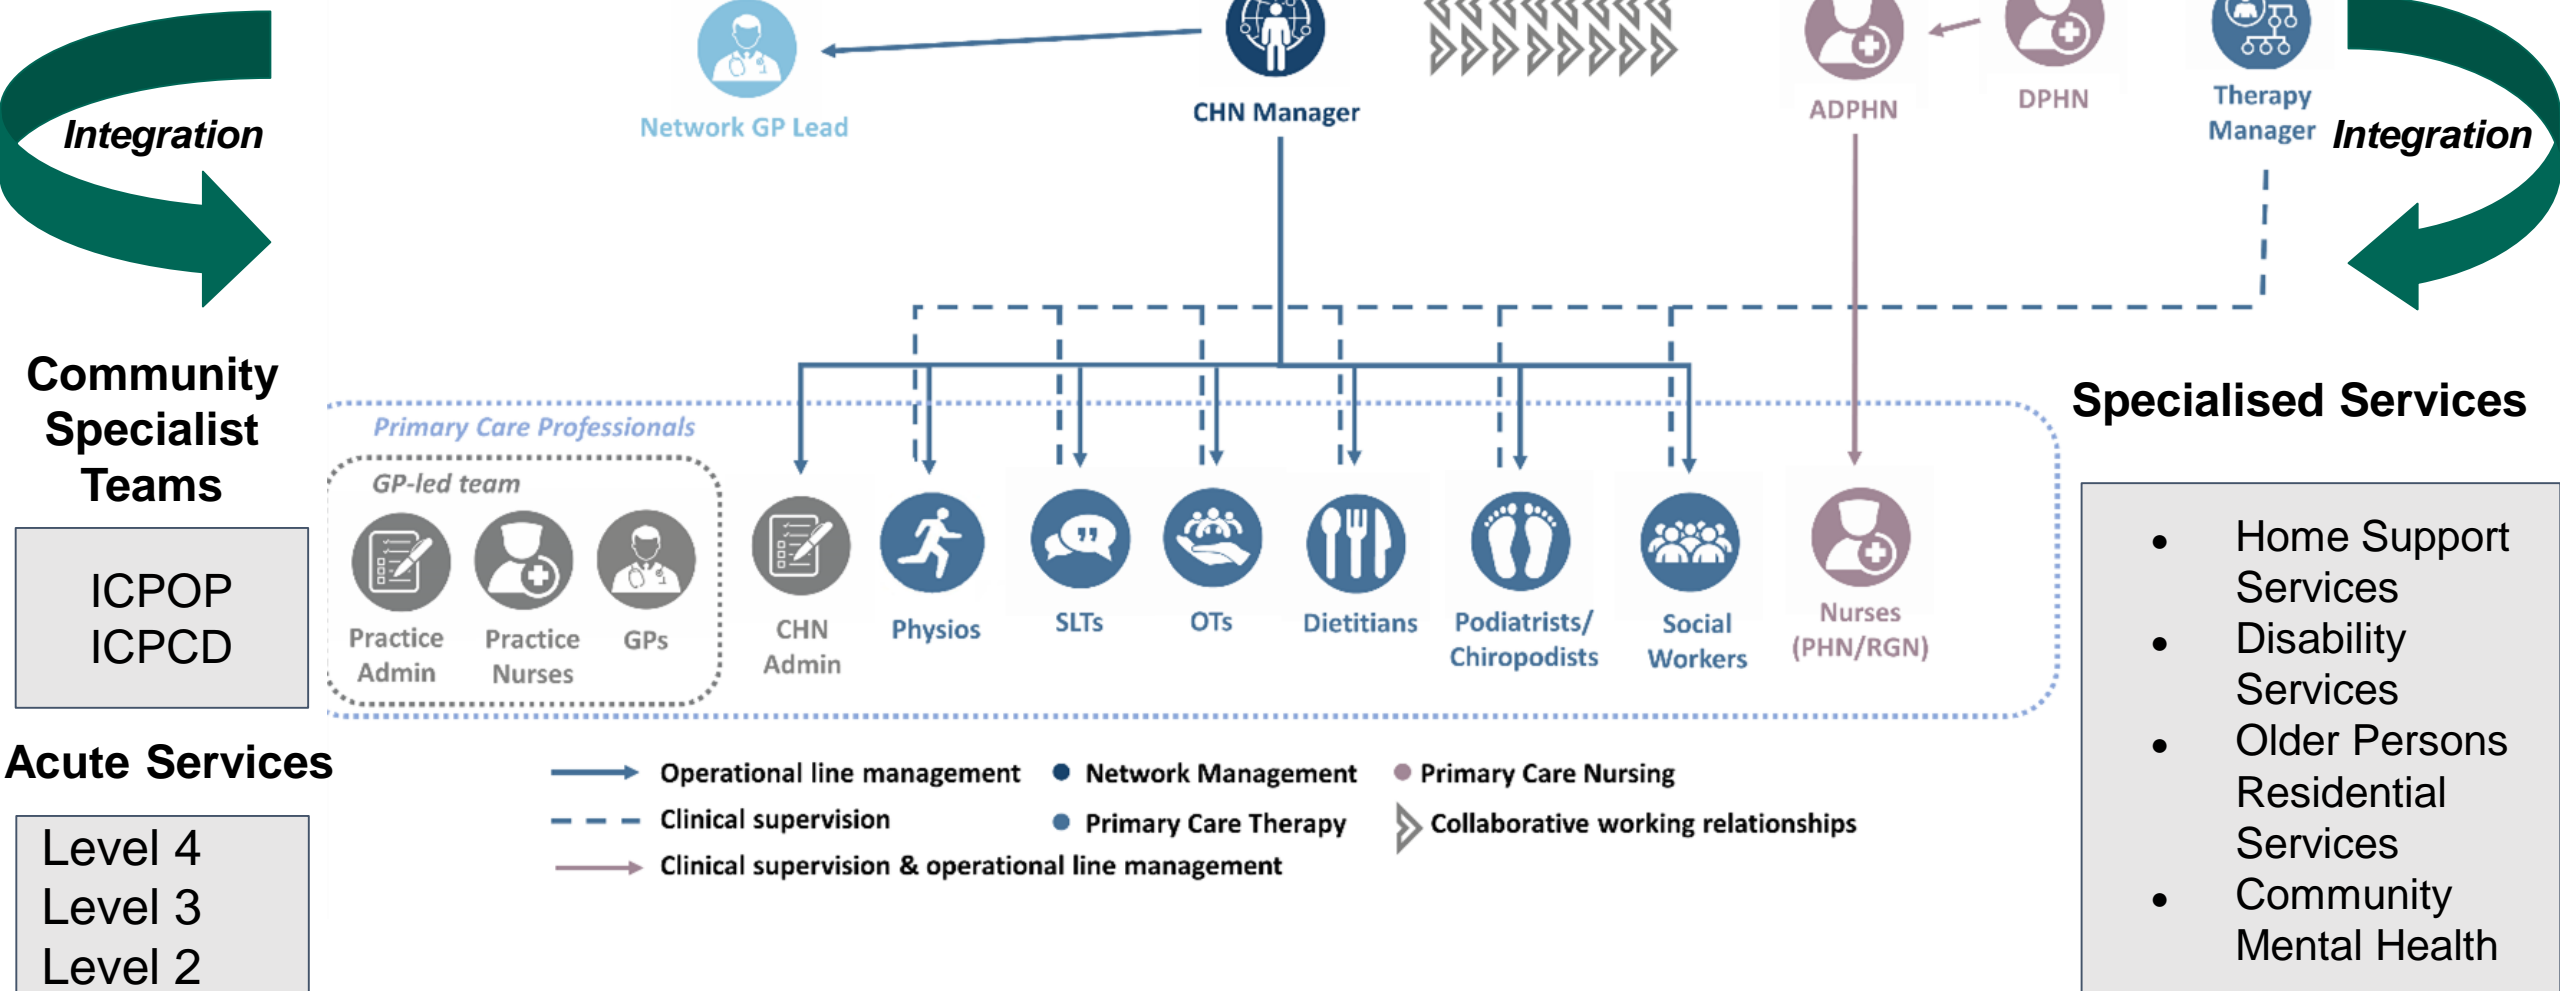 Integration
Network GP Lead
CHN Manager
ADPHN
DPHN
Therapy
Manager
Integration
Community
Specialist
Teams
ICPOP
ICPCD
Acute Services
Level 4
Level 3
Level 2
Primary Care Professionals
GP-led team
Practice
Admin
Practice
Nurses
GPs
CHN
Admin
Physios
SLTs
OTs
Dietitians
Podiatrists/
Chiropodists
Social
Workers
Nurses
(PHN/RGN)
Operational line management
Network Management
Primary Care Nursing
Clinical supervision
Primary Care Therapy
Collaborative working relationships
Clinical supervision & operational line management
Specialised Services
• Home Support
Services
• Disability
Services
• Older Persons
Residential
Services
• Community
Mental Health